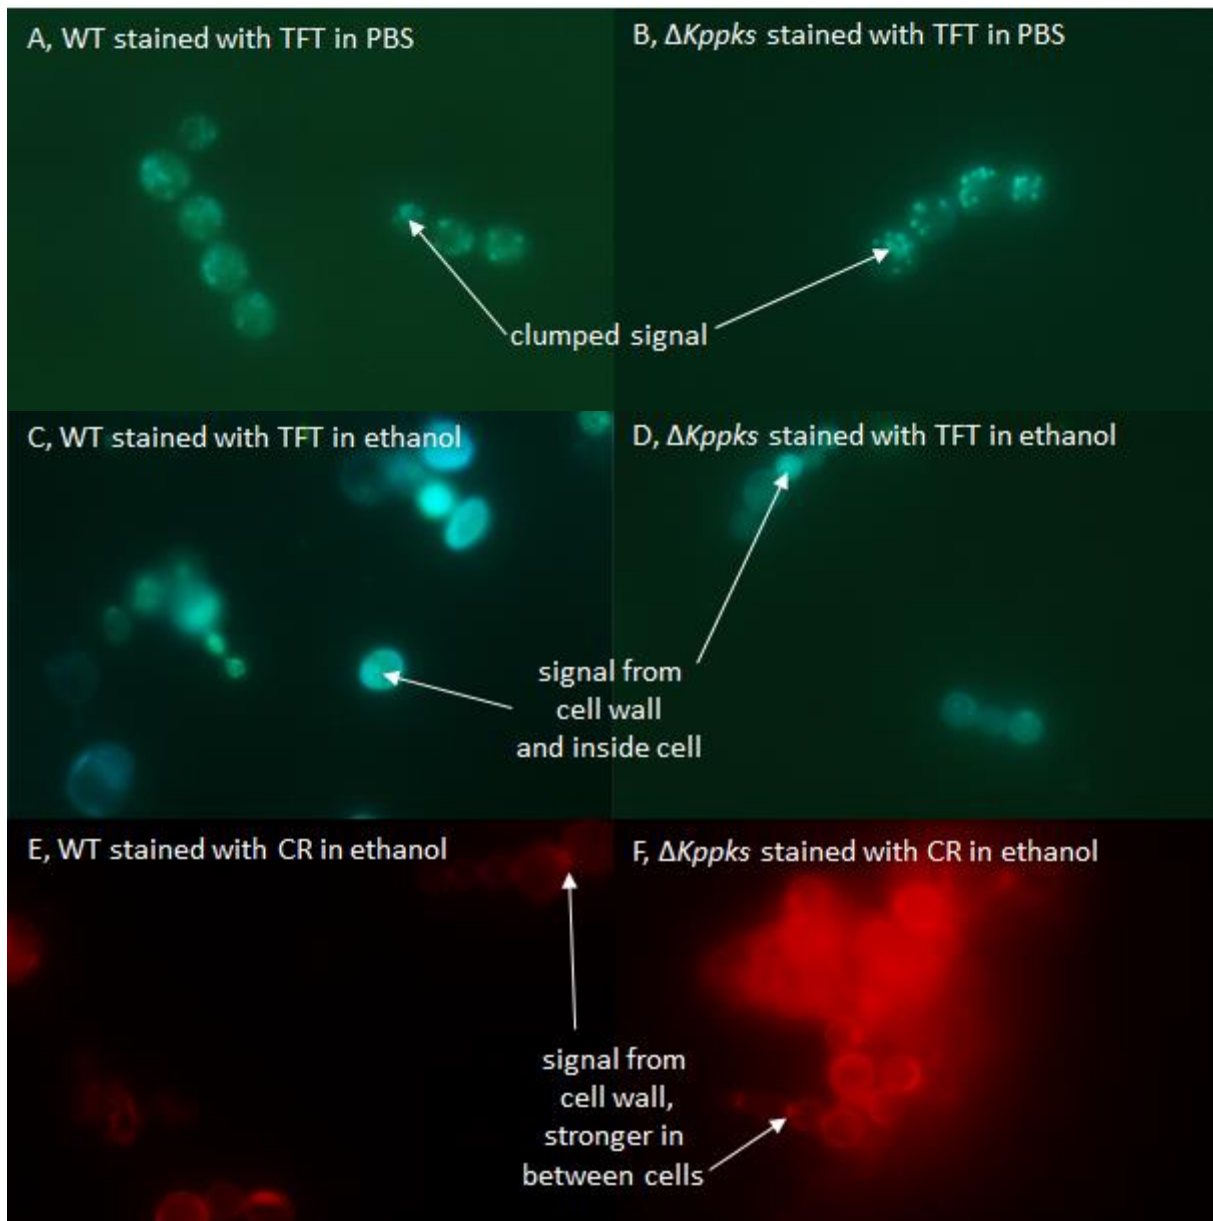 A, WT stained with TFT in PBS
B, ΔKppks stained with TFT in PBS
clumped signal
C, WT stained with TFT in ethanol
D, ΔKppks stained with TFT in ethanol
signal from
cell wall
and inside cell
E, WT stained with CR in ethanol
F, ΔKppks stained with CR in ethanol
signal from
cell wall,
stronger in
between cells